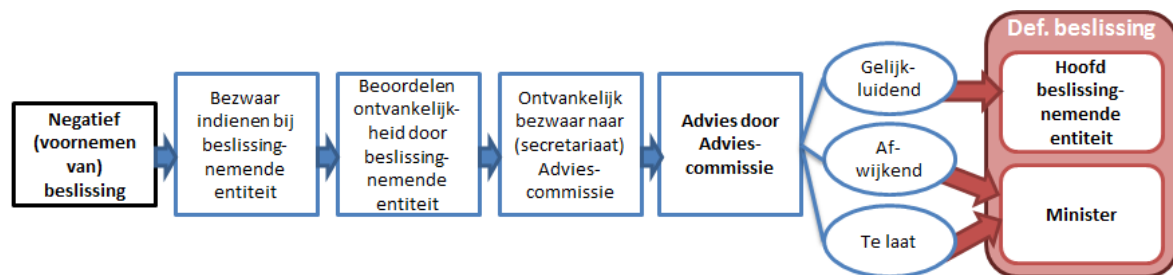 Negatief
(voornemen
van)
beslissing
Bezwaar
indienen bij
beslissing-
nemende
entiteit
Beoordelen
ontvankelijk-
heid door
beslissing-
nemende
entiteit
Ontvankelijk
bezwaar naar
(secretariaat)
Advies-
commissie
Advies door
Advies-
commissie
Gelijk-
luidend
Af-
wijkend
Te laat
Def. beslissing
Hoofd
beslissing-
nemende
entiteit
Minister